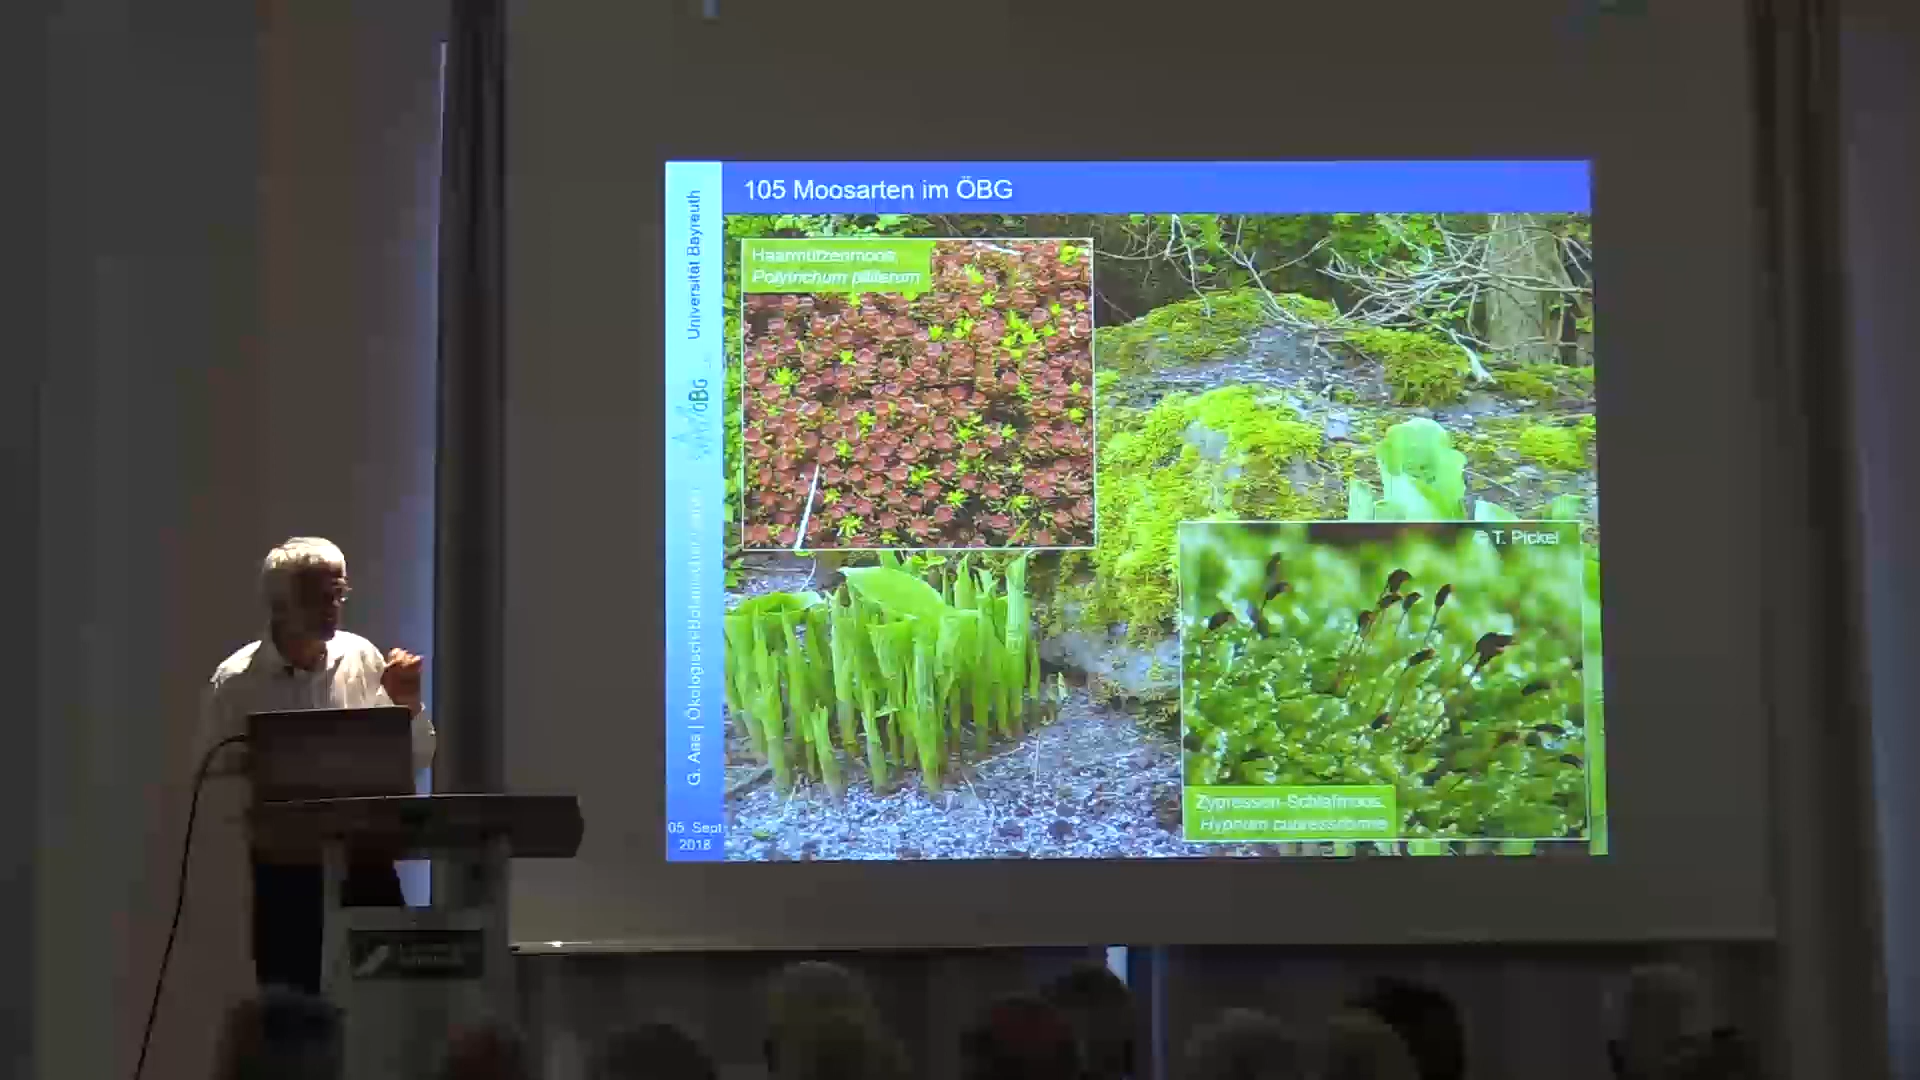 105 Moosarten im ÖBG
Haarmützenmoos,
Polytrichum piliferum
© T. Pickel
Zypressen-Schlafmoos,
Hypnum cupressiforme
Universität Bayreuth
ÖBG
G. Aas | Ökologisch-Botanischer
05. Sept
2018